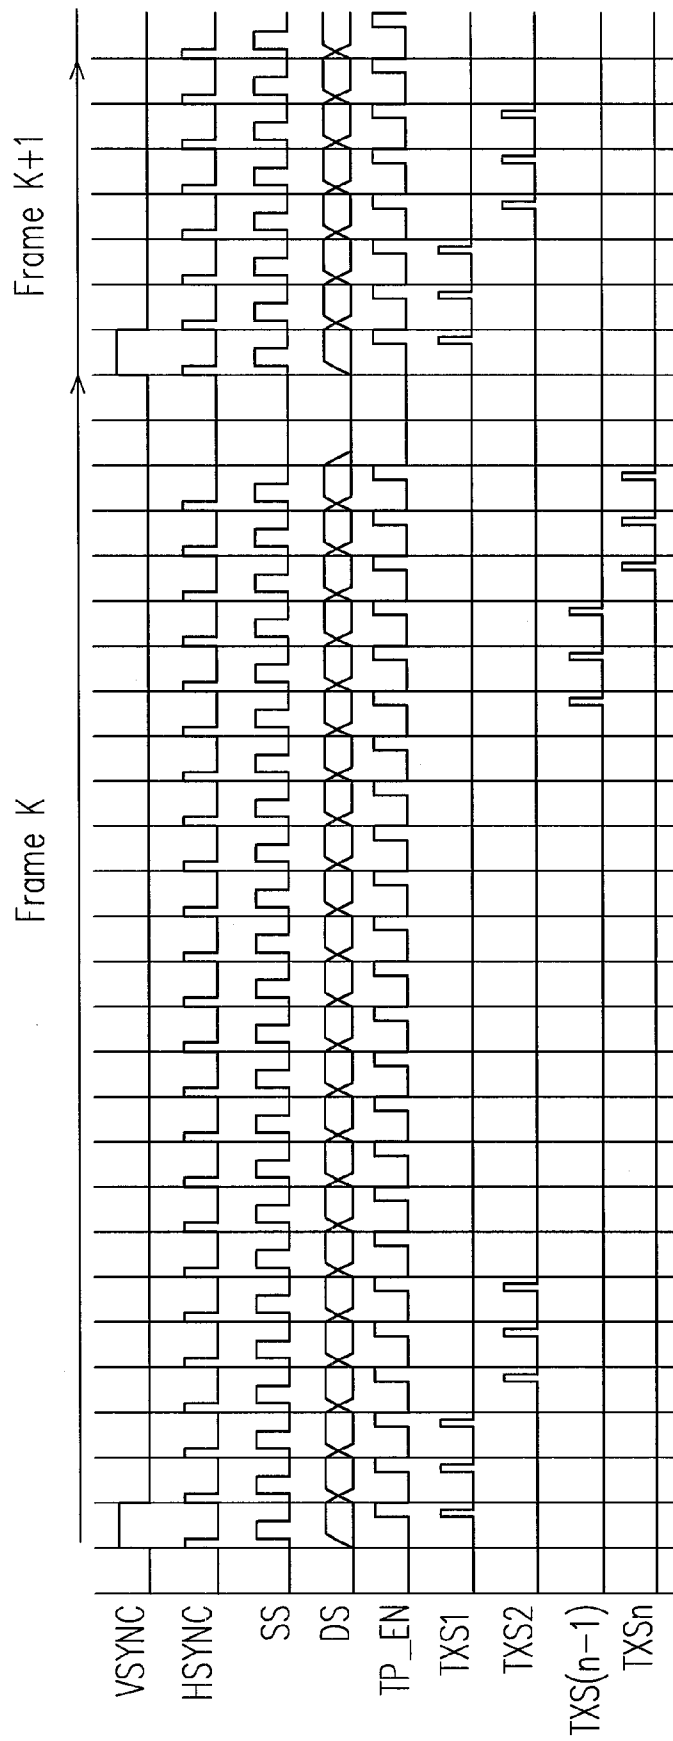 Frame K
Frame K+1
VSYNC
HSYNC
SS
DS
TP_EN
TXS1
TXS2
TXS(n-1)
TXSn